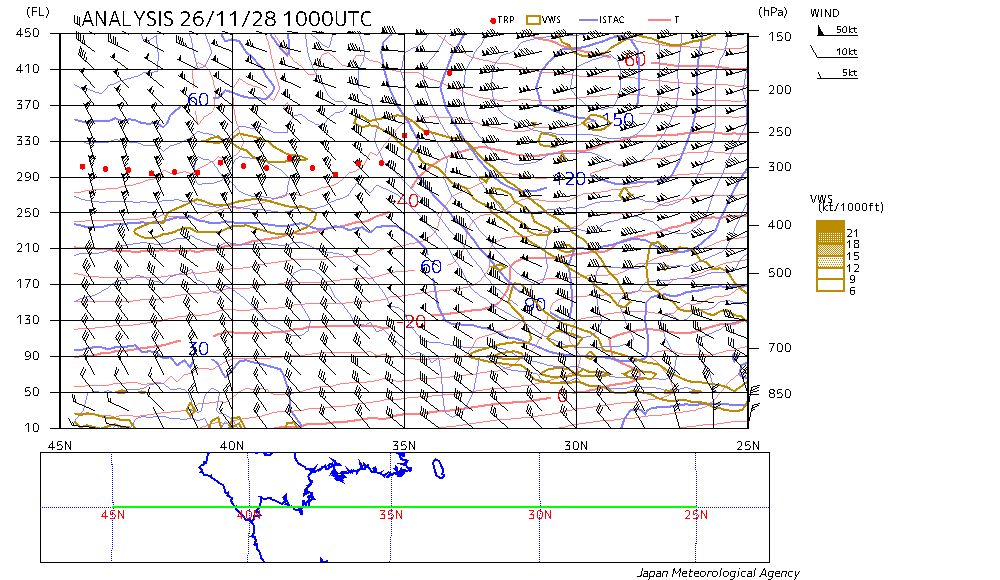 (FL) ANALYSIS 26/11/28 1000UTC TRP VWS ISTAC T (hPa) WIND
450 150 50kt
60
410 10kt
5kt
60 200
370
150
330 250
300
290 120
40
VWS
(kt/1000ft)
250
400
21
210 18
15
60 500 12
170 9
80 6
130 -20
30 700
90
50 0 850
10
45N 40N 35N 30N 25N
45N 40N 35N 30N 25N
Japan Meteorological Agency